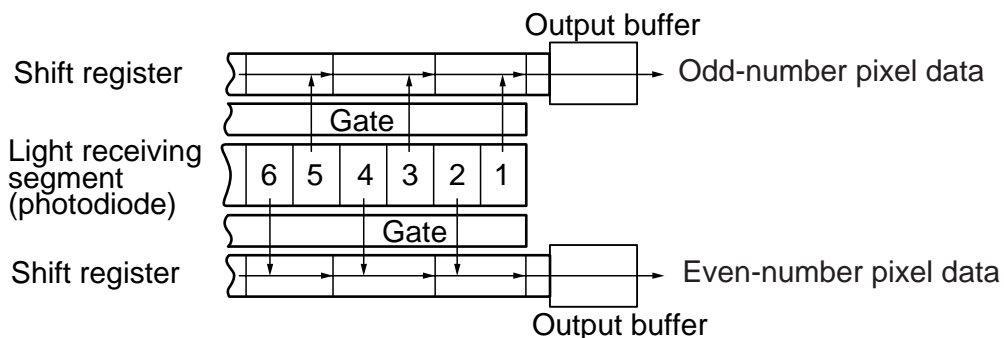 Output buffer
Shift register
Odd-number pixel data
Gate
Light receiving
segment
(photodiode)
6 5 4 3 2 1
Gate
Shift register
Even-number pixel data
Output buffer